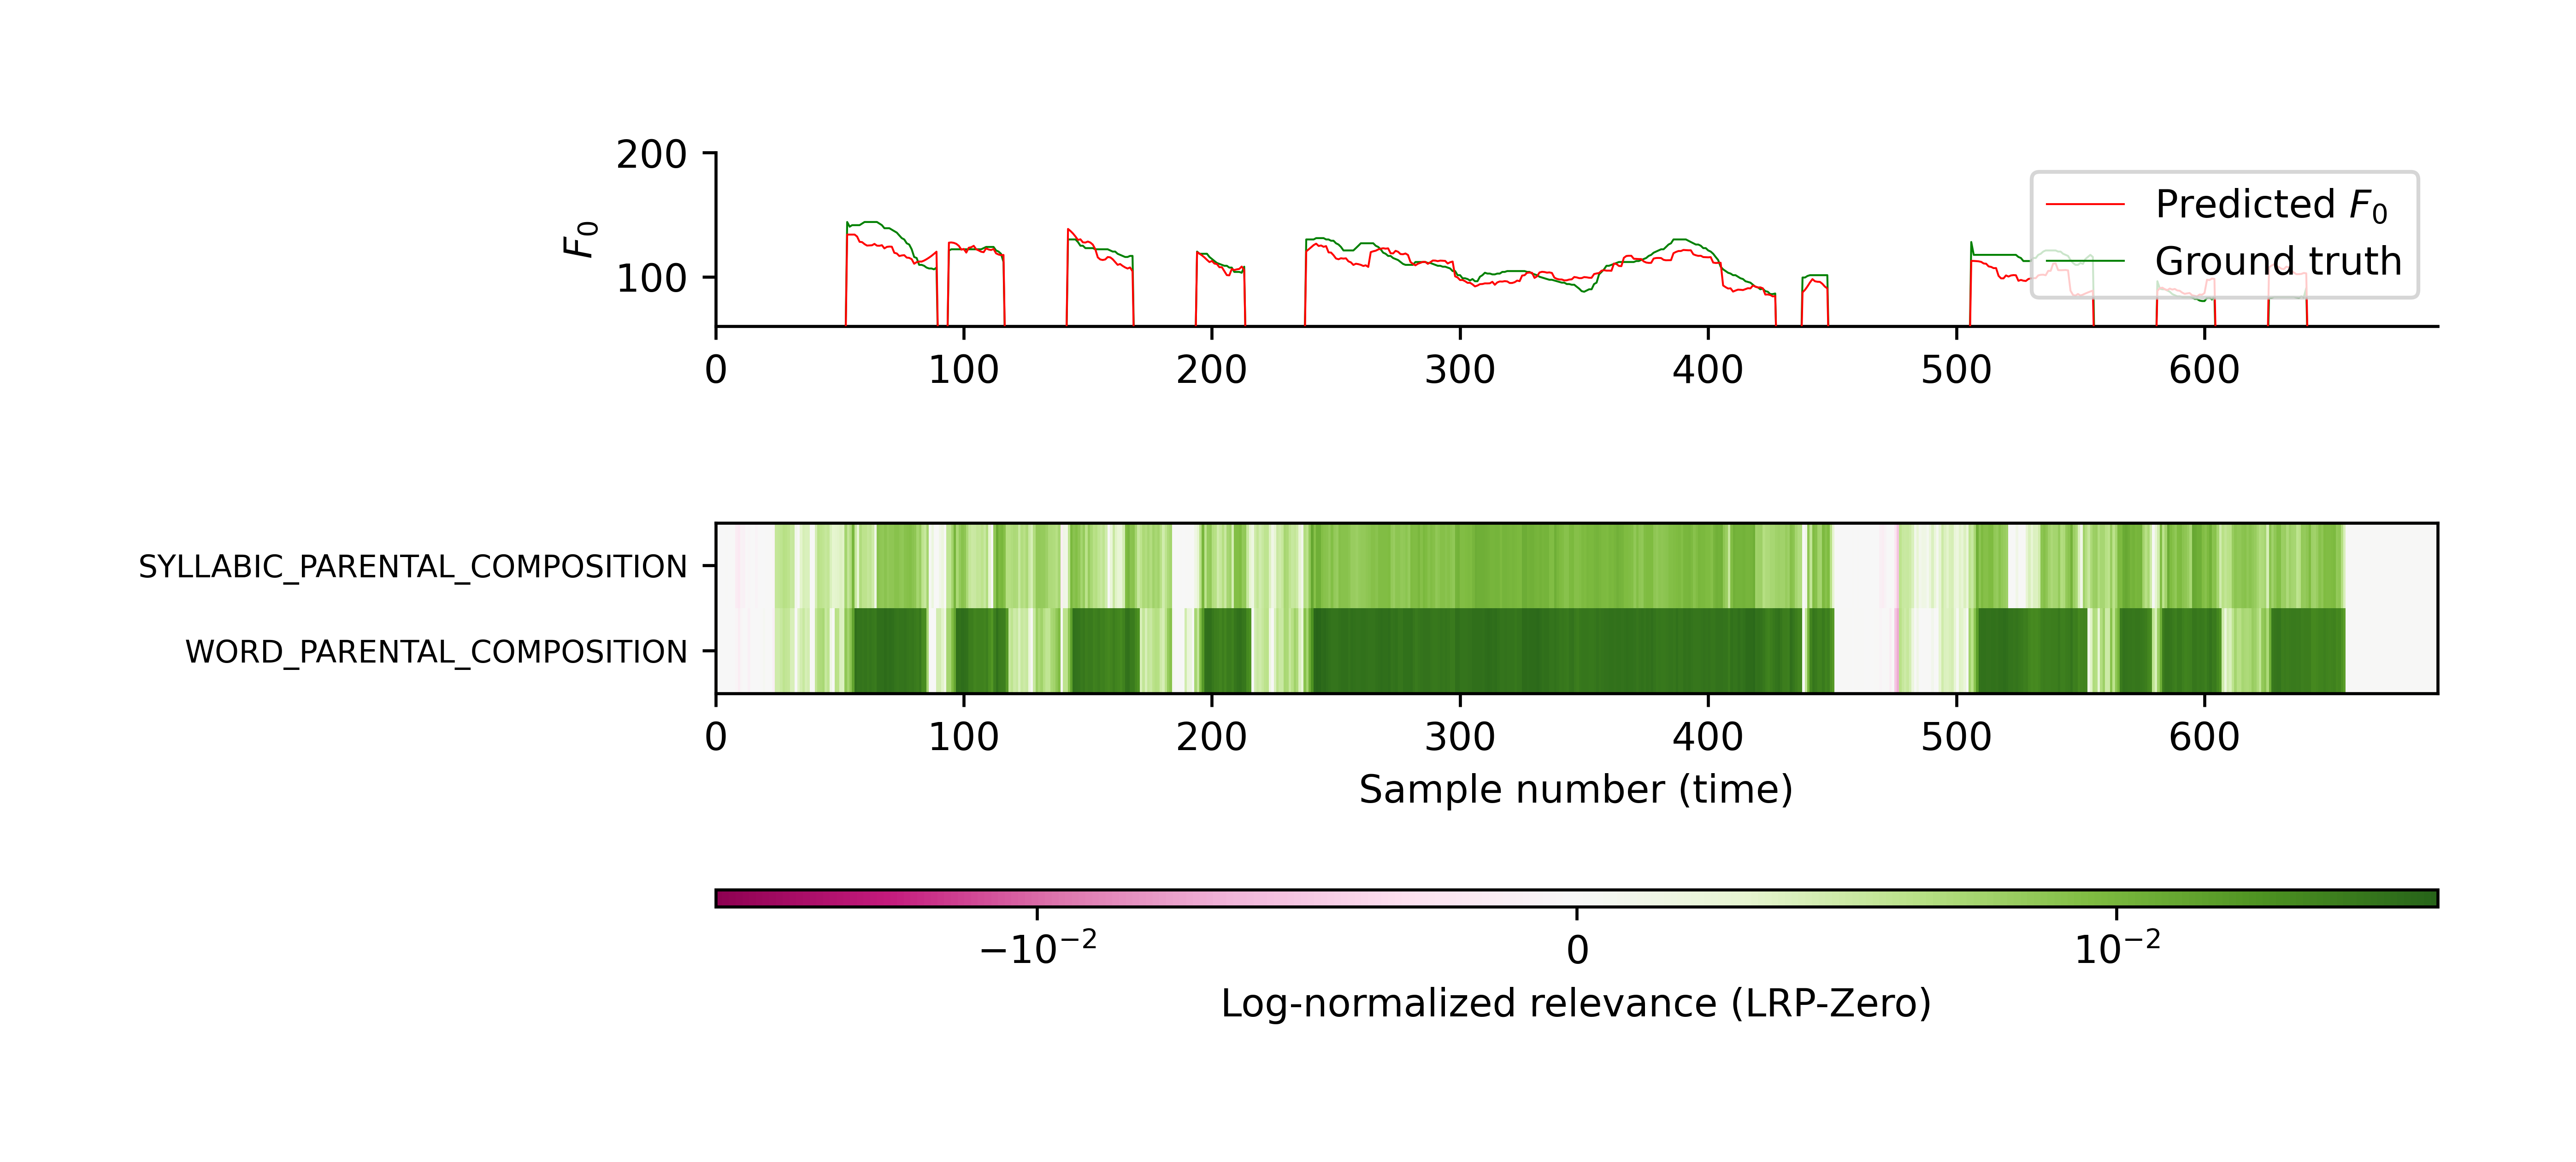 200
100
F₀
Predicted F₀
Ground truth
0 100 200 300 400 500 600
SYLLABIC_PARENTAL_COMPOSITION
WORD_PARENTAL_COMPOSITION
0 100 200 300 400 500 600
Sample number (time)
−10⁻² 0 10⁻²
Log-normalized relevance (LRP-Zero)